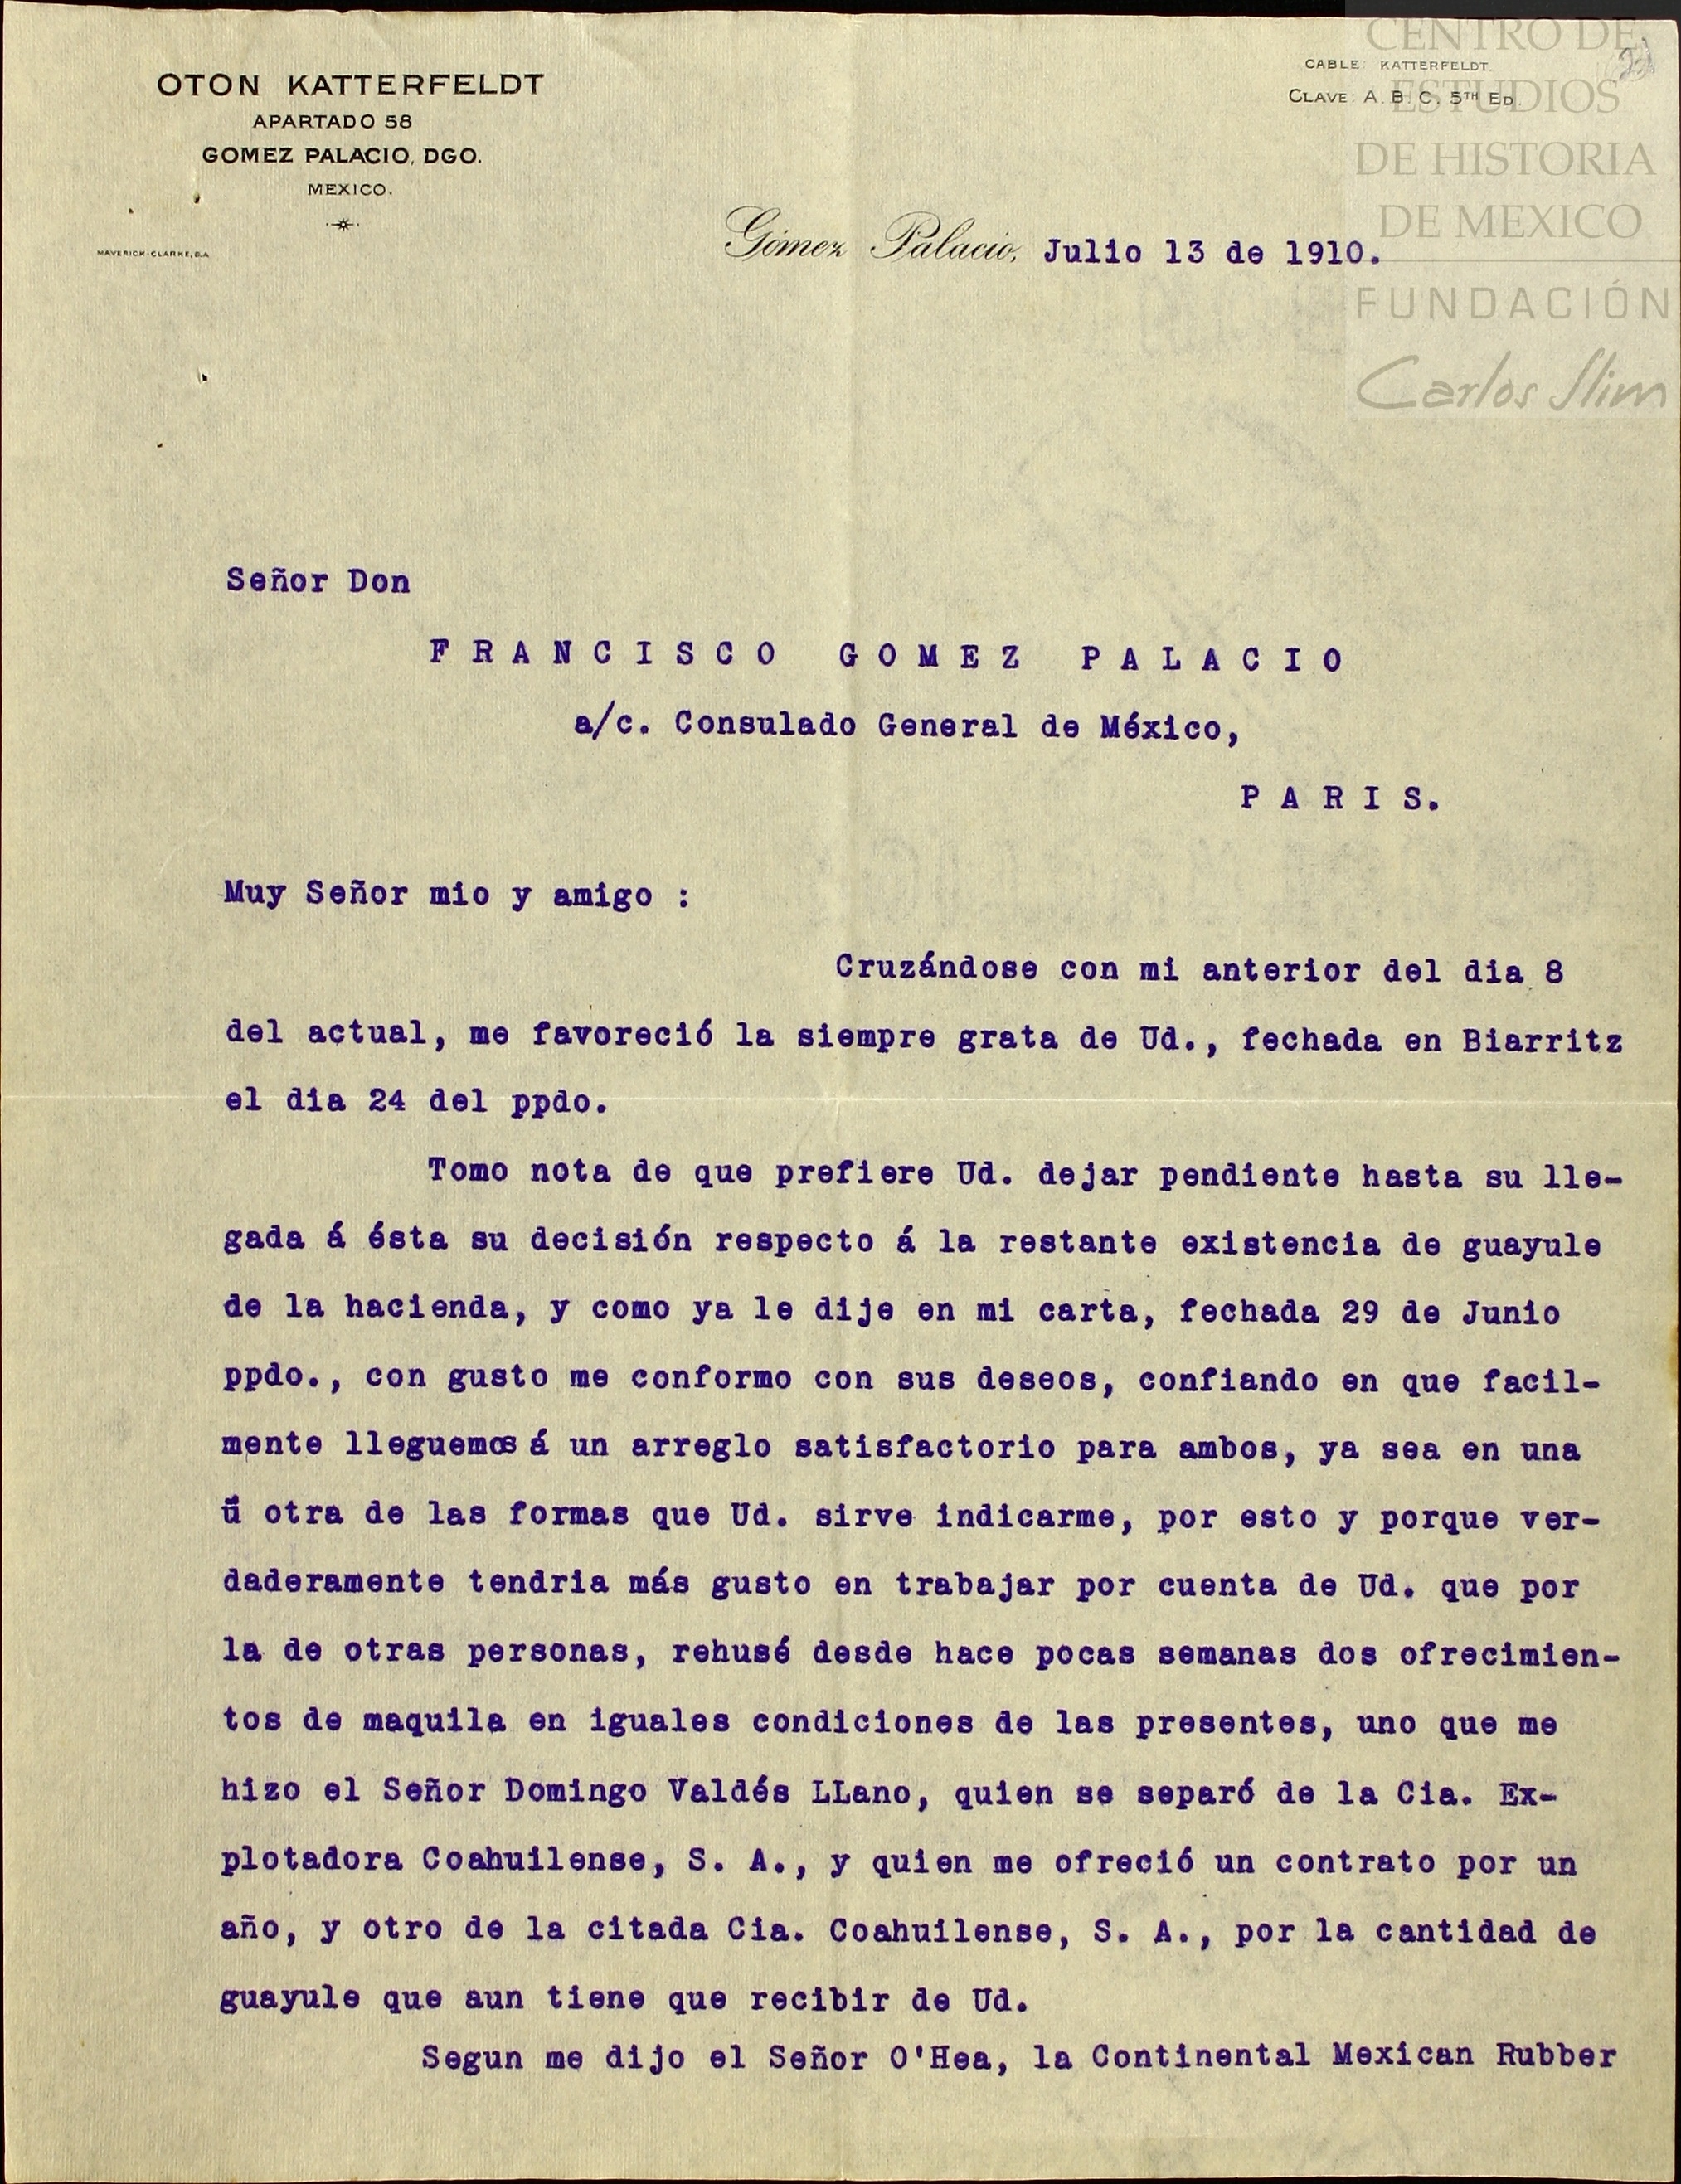 OTON KATTERFELDT
APARTADO 58
GOMEZ PALACIO, DGO.
MEXICO.
MAVERICK-CLARKE, S.A.
CABLE: KATTERFELDT.
CLAVE: A. B. C. 5TH ED.
CENTRO DE
ESTUDIOS
DE HISTORIA
DE MEXICO
FUNDACIÓN
Carlos Slim
Gómez Palacio, Julio 13 de 1910.
Señor Don
FRANCISCO GOMEZ PALACIO
a/c. Consulado General de México,
PARIS.
Muy Señor mio y amigo :
Cruzándose con mi anterior del dia 8
del actual, me favoreció la siempre grata de Ud., fechada en Biarritz
el dia 24 del ppdo.
Tomo nota de que prefiere Ud. dejar pendiente hasta su lle-
gada á ésta su decisión respecto á la restante existencia de guayule
de la hacienda, y como ya le dije en mi carta, fechada 29 de Junio
ppdo., con gusto me conformo con sus deseos, confiando en que facil-
mente lleguemos á un arreglo satisfactorio para ambos, ya sea en una
ú otra de las formas que Ud. sirve indicarme, por esto y porque ver-
daderamente tendria más gusto en trabajar por cuenta de Ud. que por
la de otras personas, rehusé desde hace pocas semanas dos ofrecimien-
tos de maquila en iguales condiciones de las presentes, uno que me
hizo el Señor Domingo Valdés LLano, quien se separó de la Cia. Ex-
plotadora Coahuilense, S. A., y quien me ofreció un contrato por un
año, y otro de la citada Cia. Coahuilense, S. A., por la cantidad de
guayule que aun tiene que recibir de Ud.
Segun me dijo el Señor O'Hea, la Continental Mexican Rubber